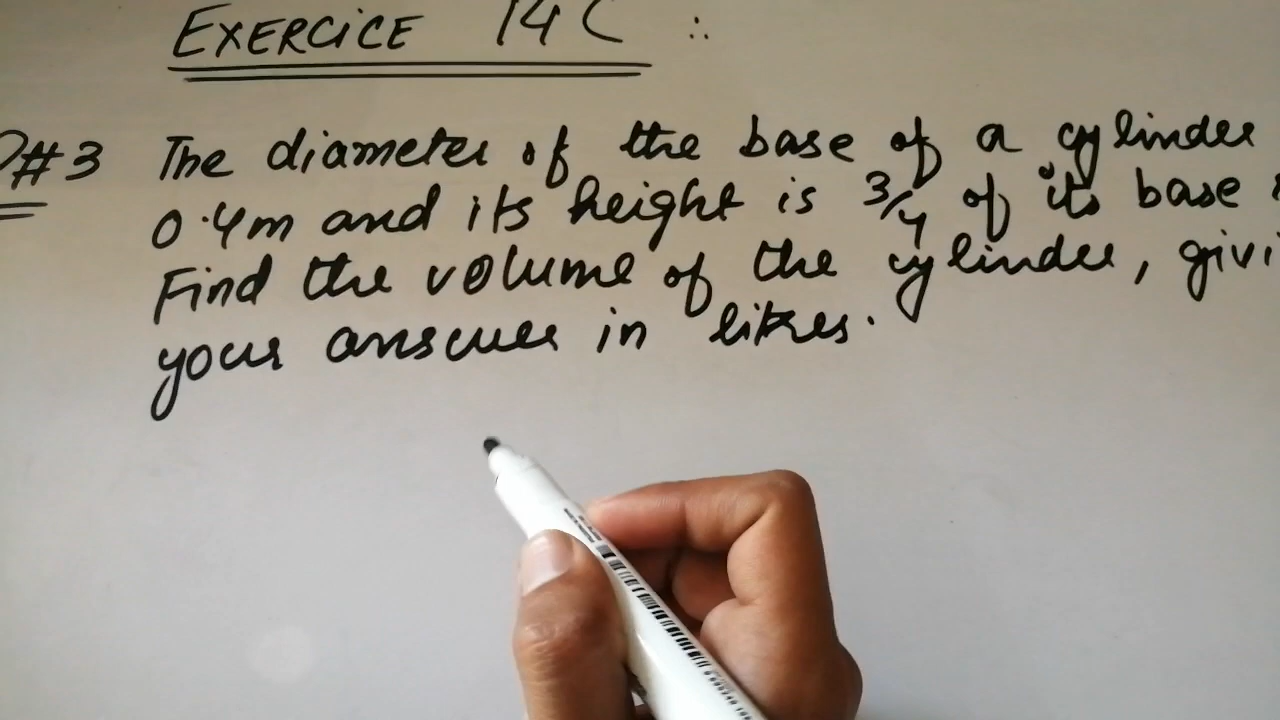 EXERCICE 14C :
Q#3 The diameter of the base of a cylinder
0.4m and its height is 3/4 of its base
Find the volume of the cylinder, givi
your answer in litres.